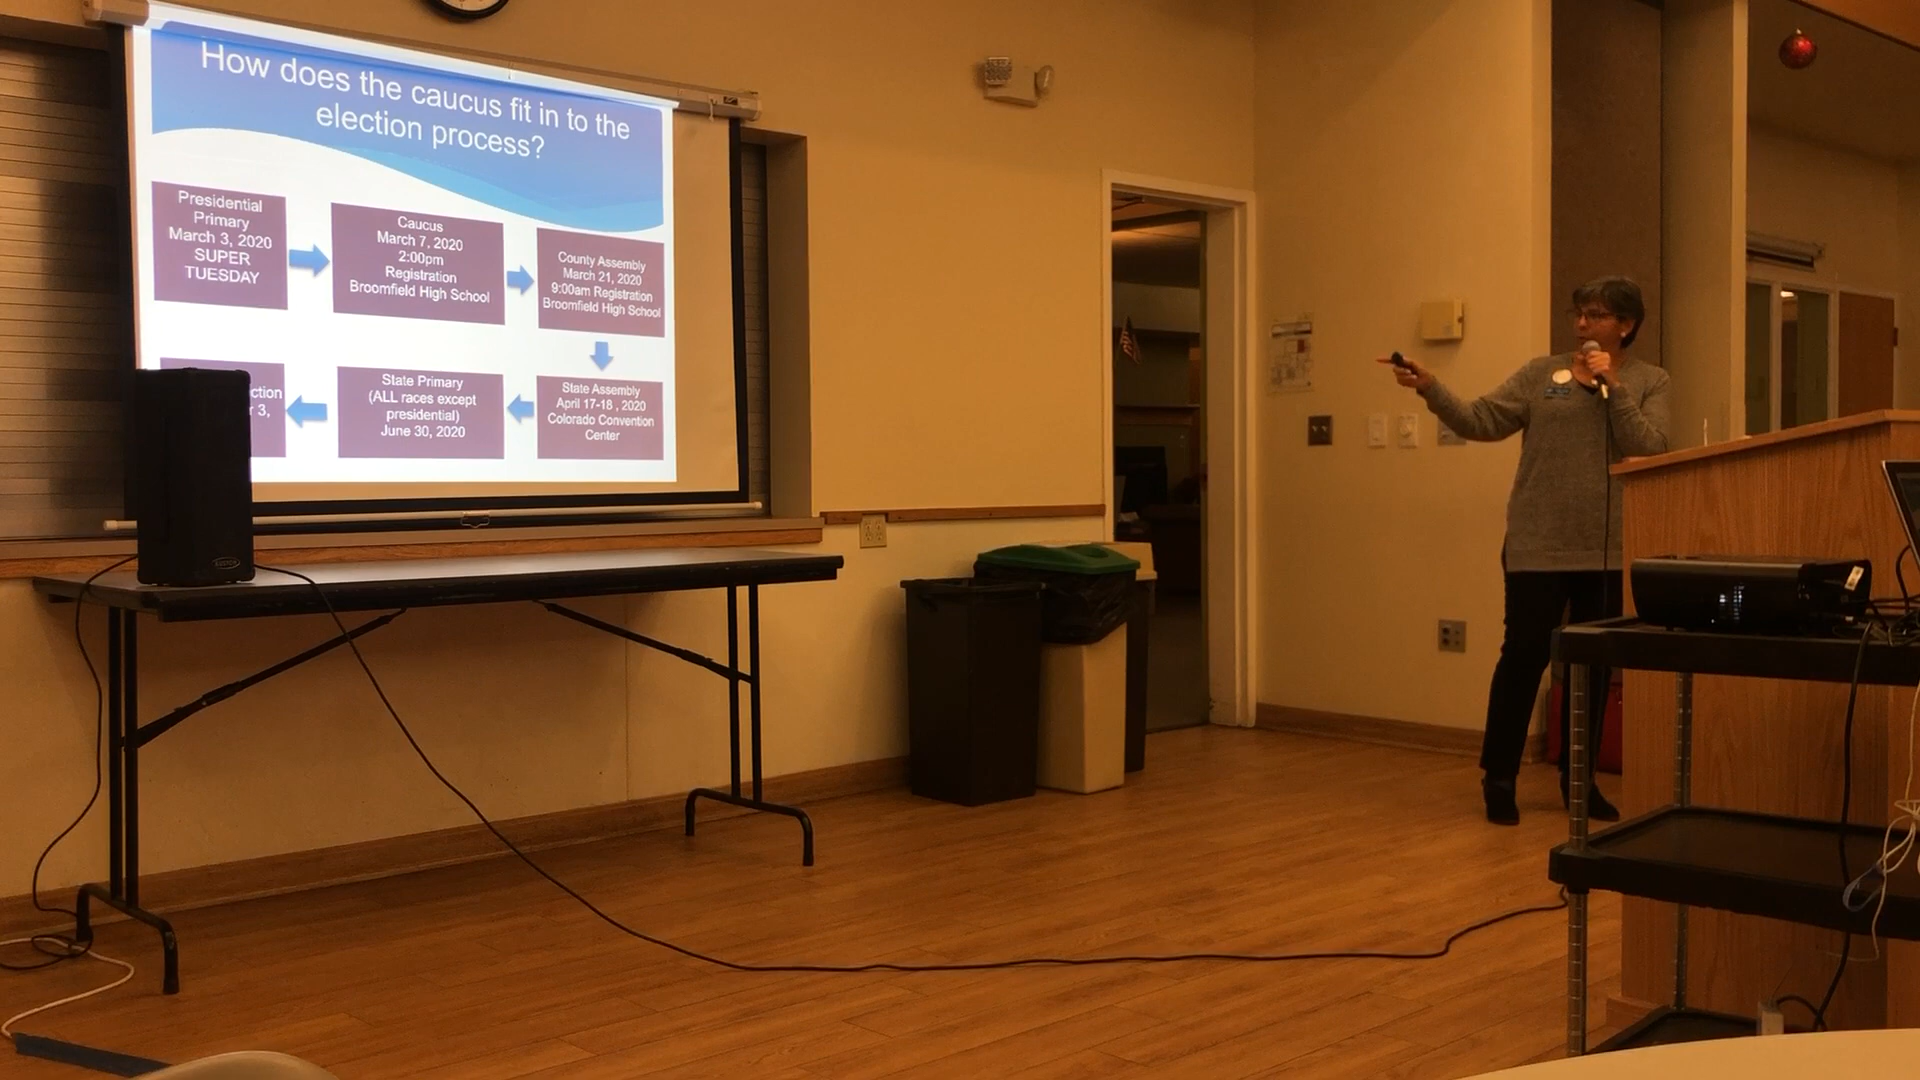 How does the caucus fit in to the
election process?
Presidential
Primary
March 3, 2020
SUPER
TUESDAY
Caucus
March 7, 2020
2:00pm
Registration
Broomfield High School
County Assembly
March 21, 2020
9:00am Registration
Broomfield High School
State Assembly
April 17-18 , 2020
Colorado Convention
Center
State Primary
(ALL races except
presidential)
June 30, 2020
ction
r 3,